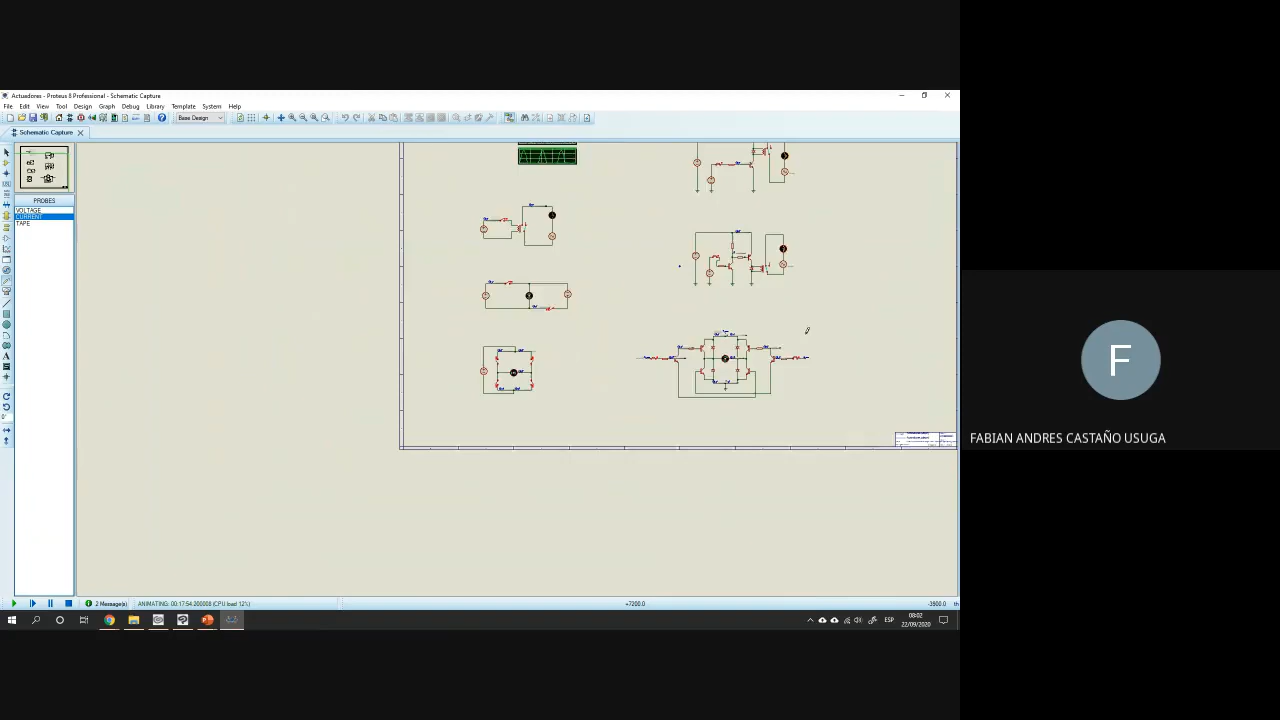 Actuadores - Proteus 8 Professional - Schematic Capture
File Edit View Tool Design Graph Debug Library Template System Help
Base Design
Schematic Capture
PROBES
VOLTAGE
CURRENT
TAPE
F
FABIAN ANDRES CASTAÑO USUGA
2 Message(s)
ANIMATING: 00:17:54.200008 (CPU load 12%)
+7200.0
-3800.0
th
ESP
08:02
22/09/2020